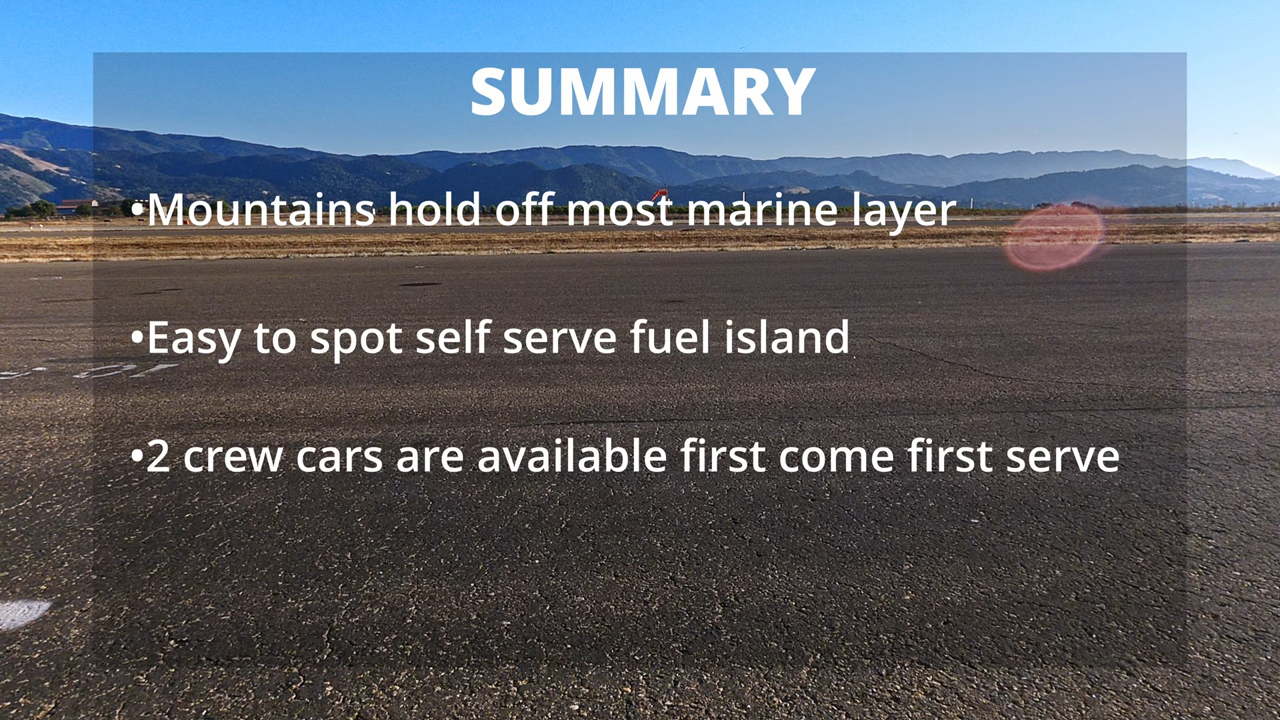 SUMMARY
•Mountains hold off most marine layer
•Easy to spot self serve fuel island
•2 crew cars are available first come first serve